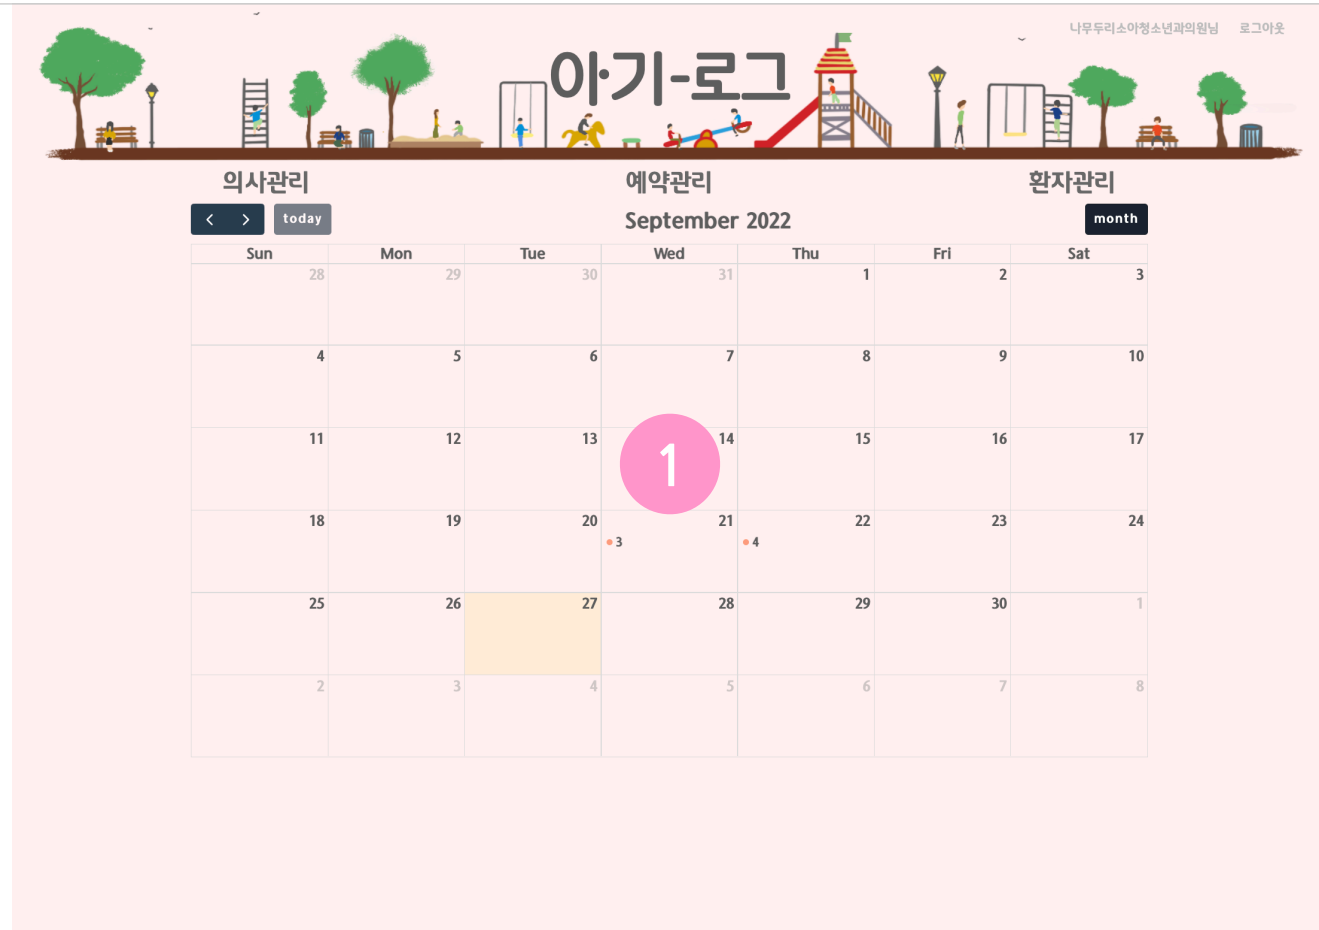 나무두리소아청소년과의원님 로그아웃
아기-로그
의사관리 예약관리 환자관리
today September 2022 month
Sun Mon Tue Wed Thu Fri Sat
28 29 30 31 1 2 3
4 5 6 7 8 9 10
11 12 13 14 15 16 17
1
18 19 20 21 22 23 24
3 4
25 26 27 28 29 30 1
2 3 4 5 6 7 8